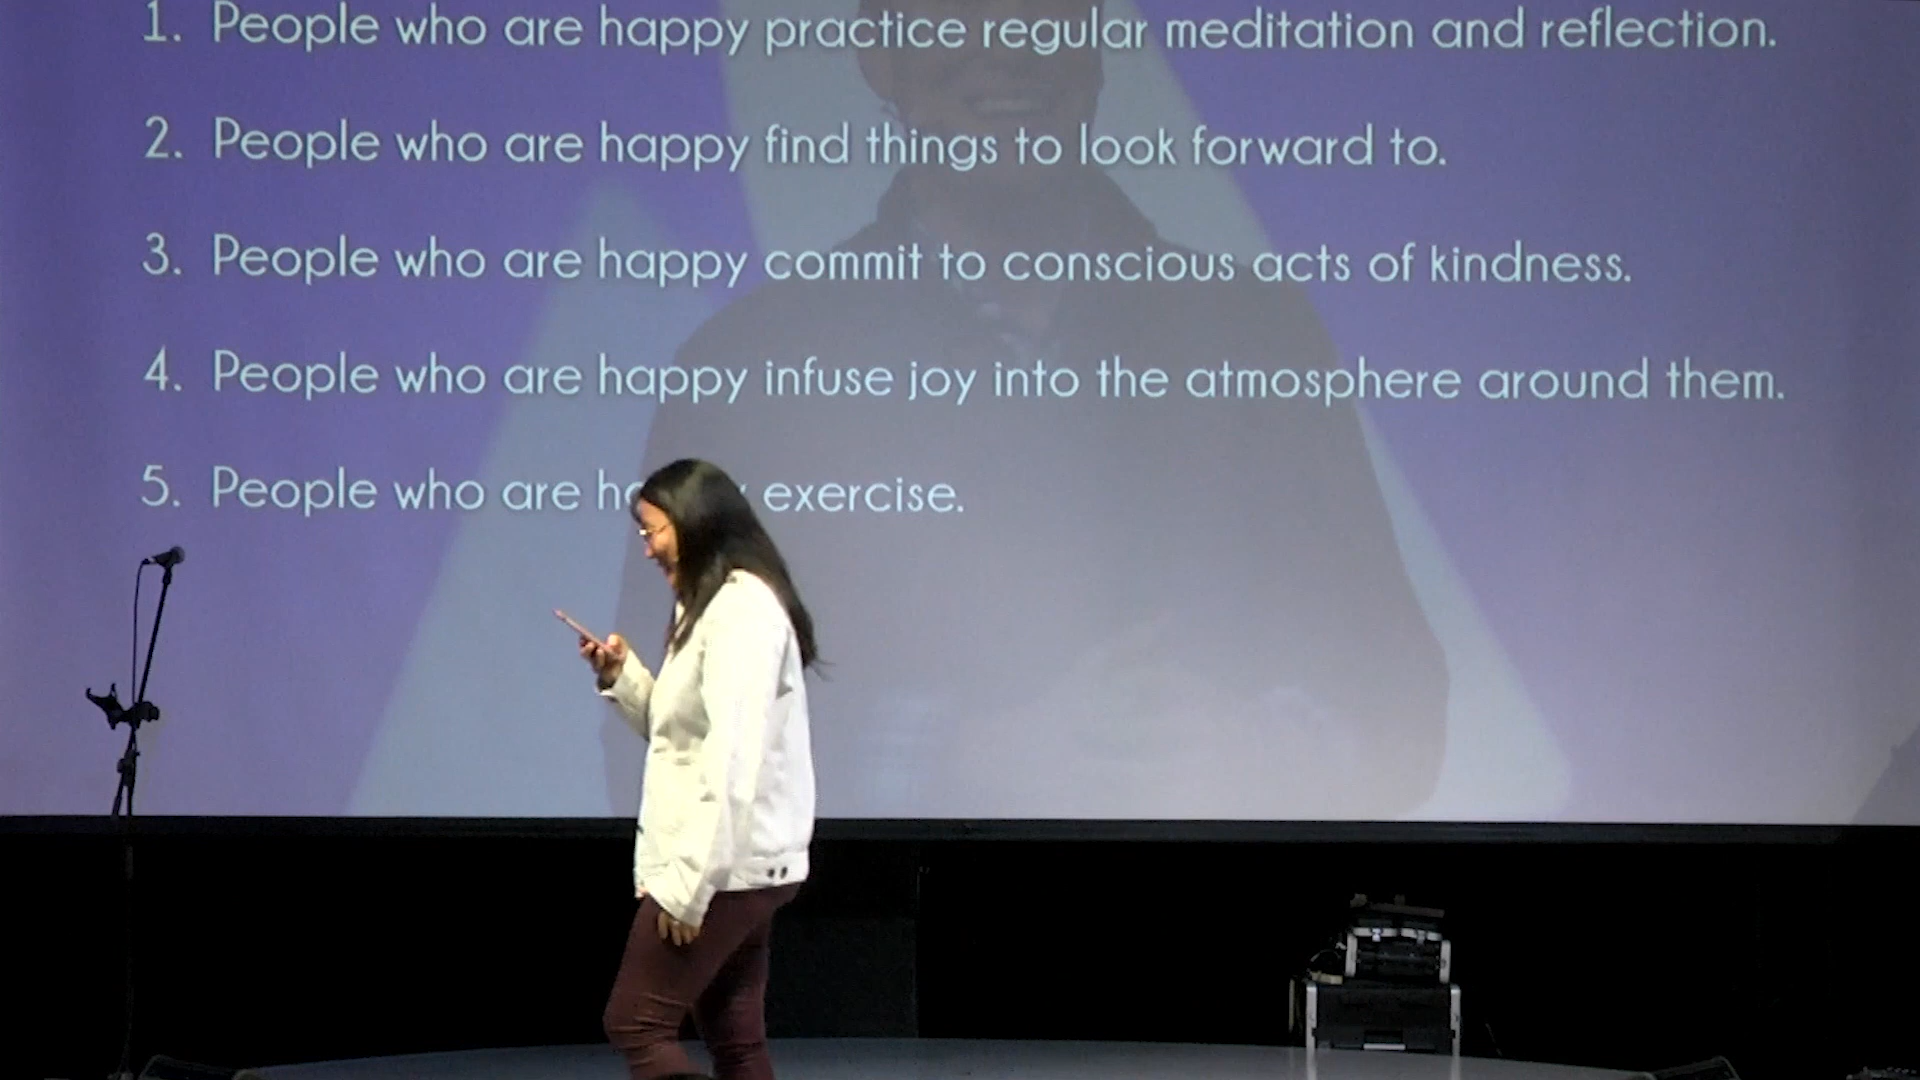 1. People who are happy practice regular meditation and reflection.
2. People who are happy find things to look forward to.
3. People who are happy commit to conscious acts of kindness.
4. People who are happy infuse joy into the atmosphere around them.
5. People who are exercise.